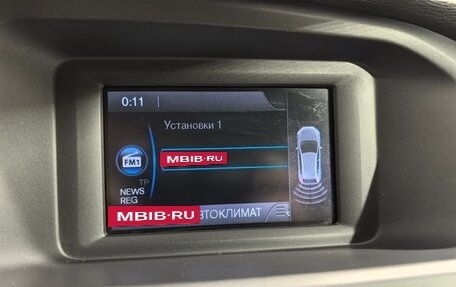 0:11
Установки 1
FM1
MBIB·RU
TP
NEWS
REG
MBIB·RU
АВТОКЛИМАТ